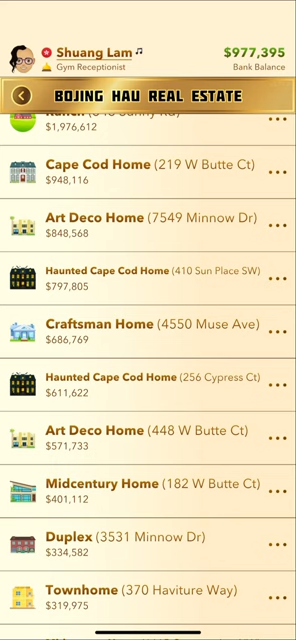 Shuang Lam
$977,395
Gym Receptionist
Bank Balance
BOJING HAU REAL ESTATE
$1,976,612
Cape Cod Home (219 W Butte Ct)
$948,116
Art Deco Home (7549 Minnow Dr)
$848,568
Haunted Cape Cod Home (410 Sun Place SW)
$797,805
Craftsman Home (4550 Muse Ave)
$686,769
Haunted Cape Cod Home (256 Cypress Ct)
$611,622
Art Deco Home (448 W Butte Ct)
$571,733
Midcentury Home (182 W Butte Ct)
$401,112
Duplex (3531 Minnow Dr)
$334,582
Townhome (370 Haviture Way)
$319,975